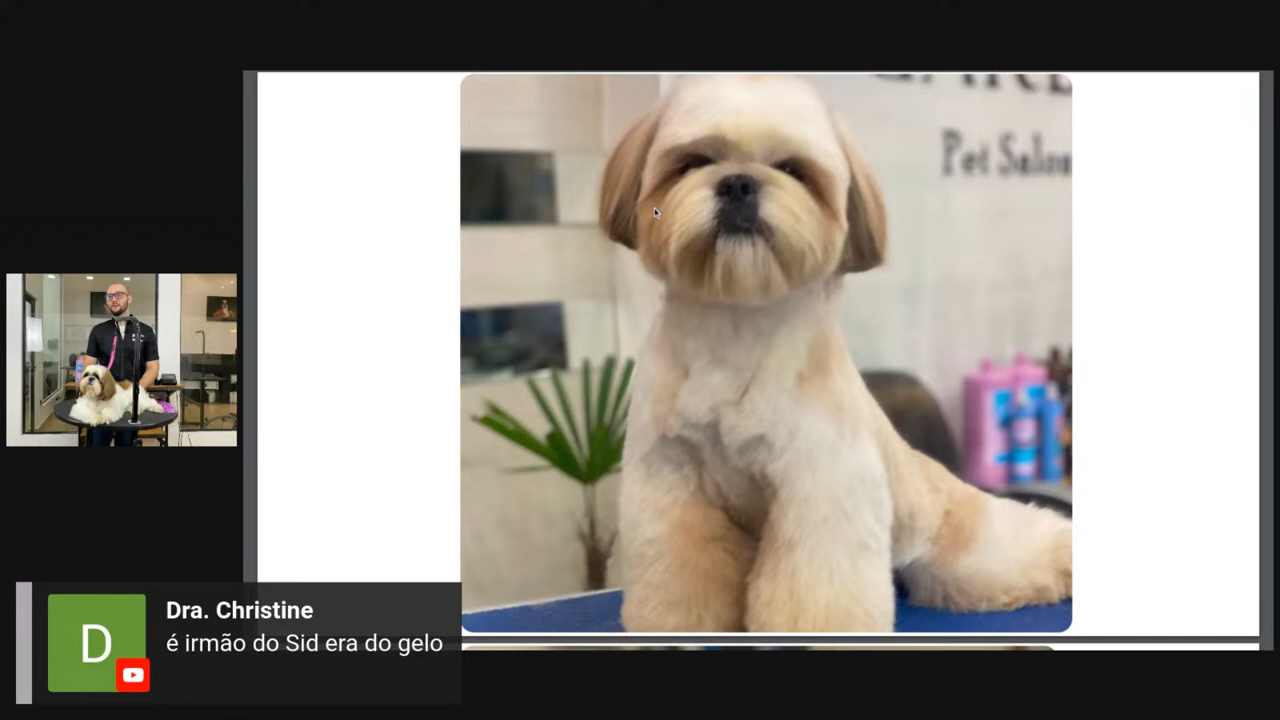 Pet Salon
D
Dra. Christine
é irmão do Sid era do gelo